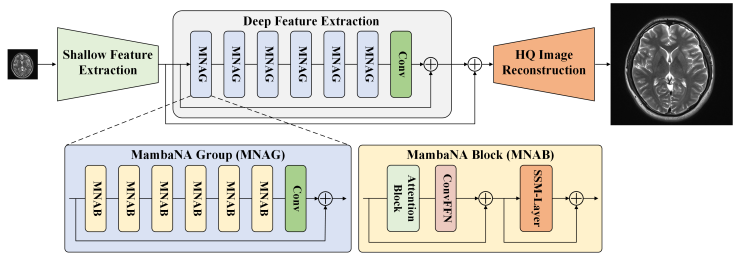 Deep Feature Extraction
Shallow Feature
Extraction
MNAG
MNAG
MNAG
MNAG
MNAG
MNAG
Conv
HQ Image
Reconstruction
MambaNA Group (MNAG)
MNAB
MNAB
MNAB
MNAB
MNAB
MNAB
Conv
MambaNA Block (MNAB)
Attention
Block
ConvFFN
SSM-Layer